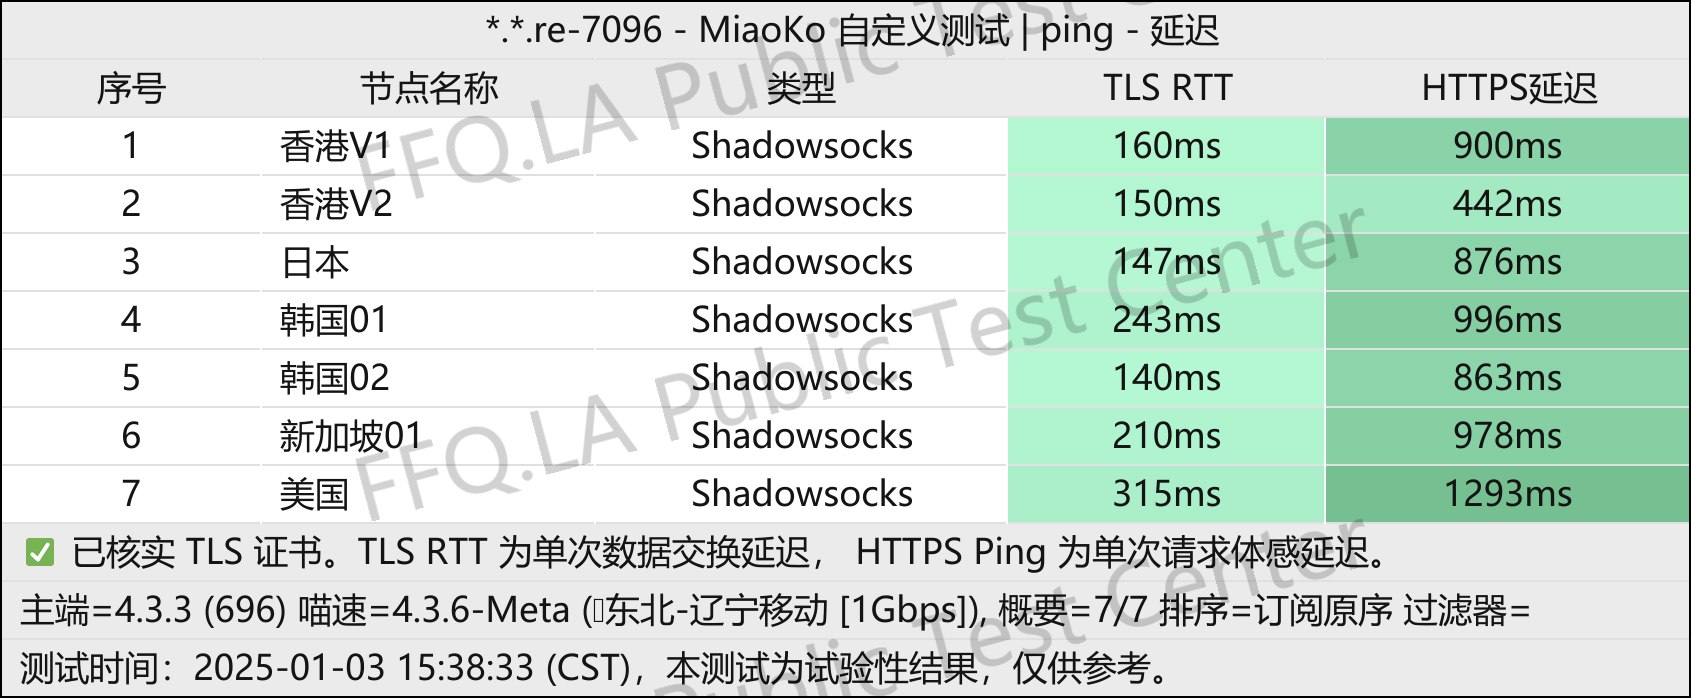 *.*.re-7096 - MiaoKo 自定义测试 | ping - 延迟
序号 节点名称 类型 TLS RTT HTTPS延迟
1 香港V1 Shadowsocks 160ms 900ms
2 香港V2 Shadowsocks 150ms 442ms
3 日本 Shadowsocks 147ms 876ms
4 韩国01 Shadowsocks 243ms 996ms
5 韩国02 Shadowsocks 140ms 863ms
6 新加坡01 Shadowsocks 210ms 978ms
7 美国 Shadowsocks 315ms 1293ms
✅ 已核实 TLS 证书。TLS RTT 为单次数据交换延迟， HTTPS Ping 为单次请求体感延迟。
主端=4.3.3 (696) 喵速=4.3.6-Meta (东北-辽宁移动 [1Gbps]), 概要=7/7 排序=订阅原序 过滤器=
测试时间：2025-01-03 15:38:33 (CST)，本测试为试验性结果，仅供参考。
FFQ.LA Public Test Center
FFQ.LA Public Test Center
Public Test Center